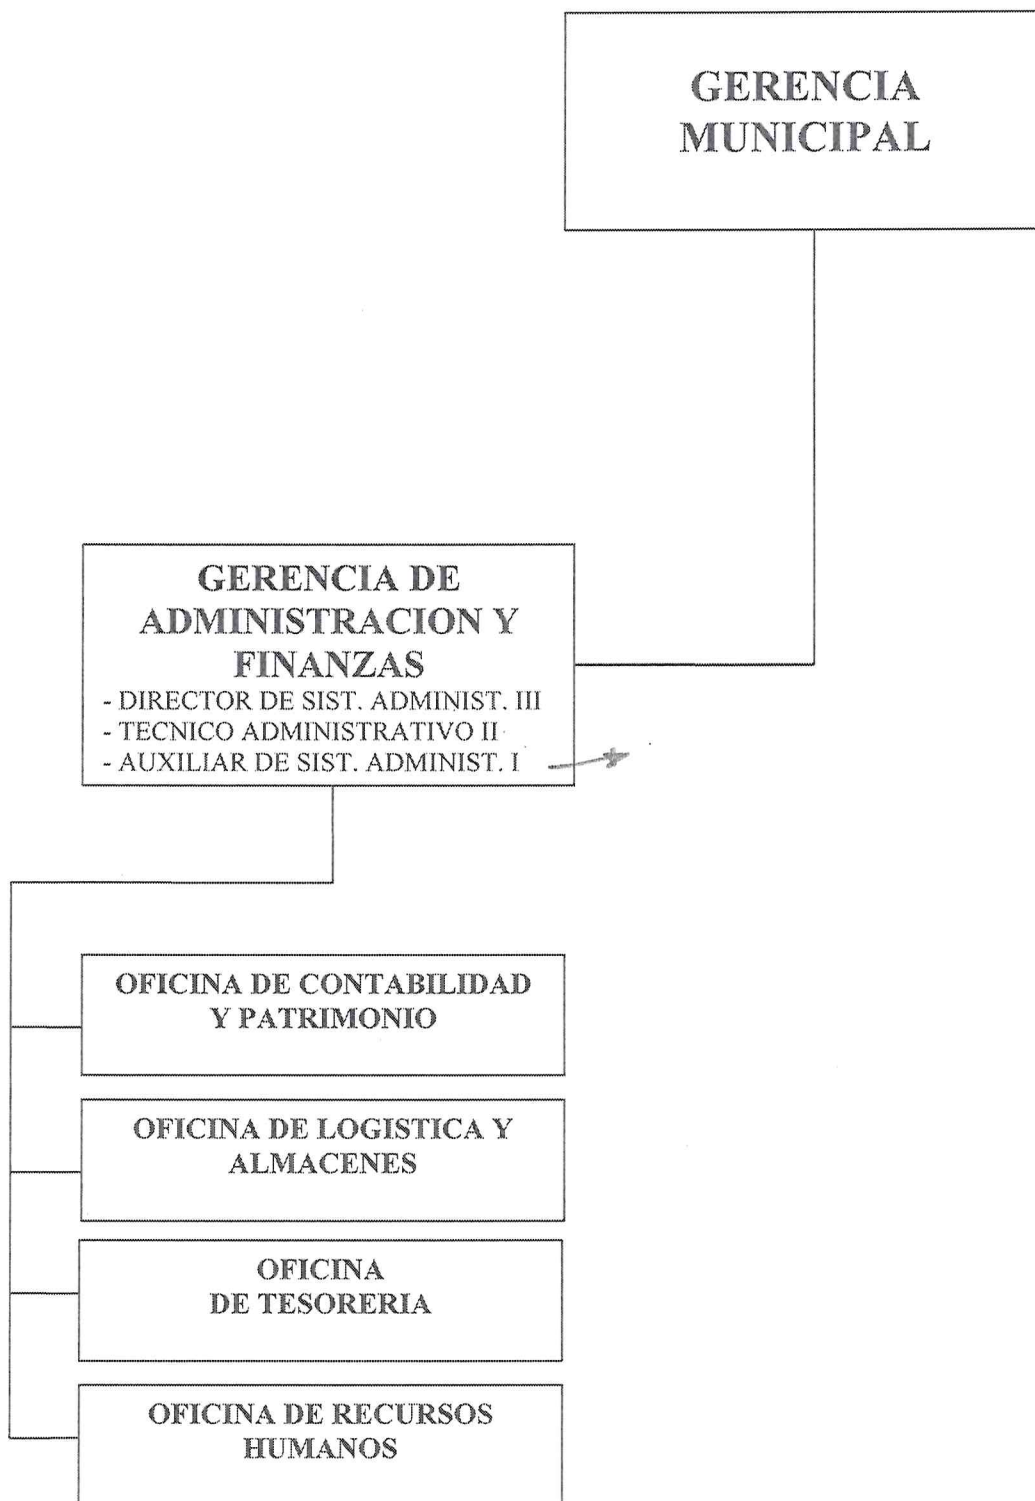 GERENCIA
MUNICIPAL
GERENCIA DE
ADMINISTRACION Y
FINANZAS
- DIRECTOR DE SIST. ADMINIST. III
- TECNICO ADMINISTRATIVO II
- AUXILIAR DE SIST. ADMINIST. I
OFICINA DE CONTABILIDAD
Y PATRIMONIO
OFICINA DE LOGISTICA Y
ALMACENES
OFICINA
DE TESORERIA
OFICINA DE RECURSOS
HUMANOS